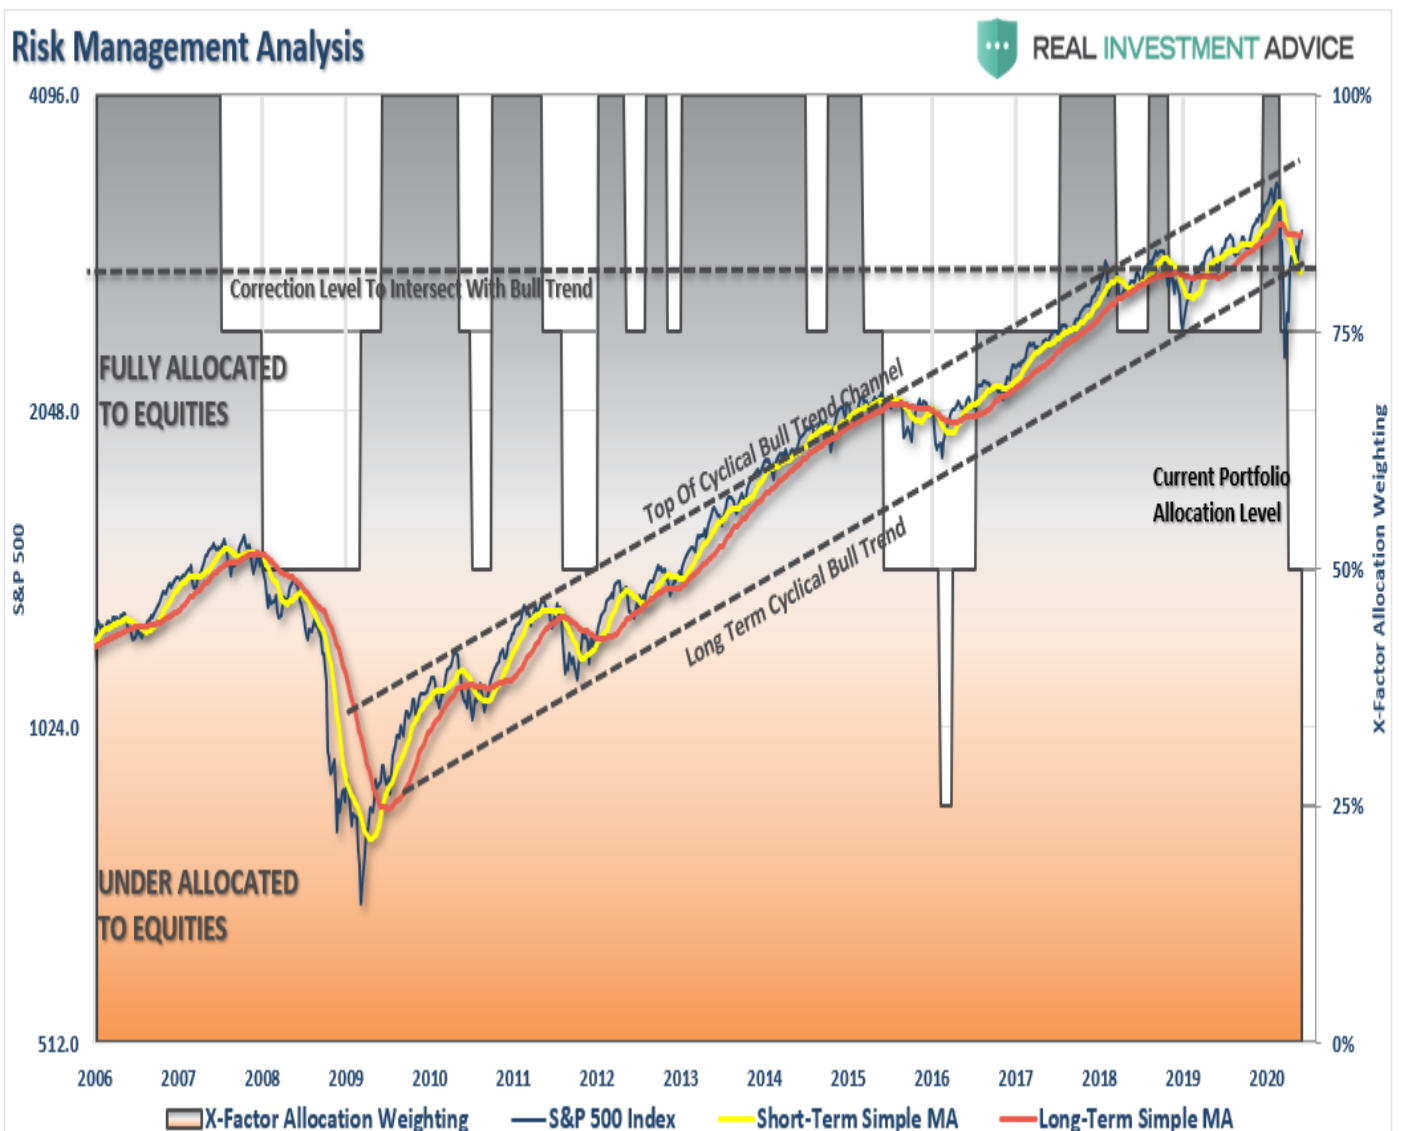 Risk Management Analysis
REAL INVESTMENT ADVICE
4096.0
100%
Correction Level To Intersect With Bull Trend
75%
FULLY ALLOCATED
TO EQUITIES
2048.0
Top Of Cyclical Bull Trend Channel
Current Portfolio
Allocation Level
S&P 500
X-Factor Allocation Weighting
50%
Long Term Cyclical Bull Trend
1024.0
25%
UNDER ALLOCATED
TO EQUITIES
512.0
0%
2006 2007 2008 2009 2010 2011 2012 2013 2014 2015 2016 2017 2018 2019 2020
X-Factor Allocation Weighting S&P 500 Index Short-Term Simple MA Long-Term Simple MA